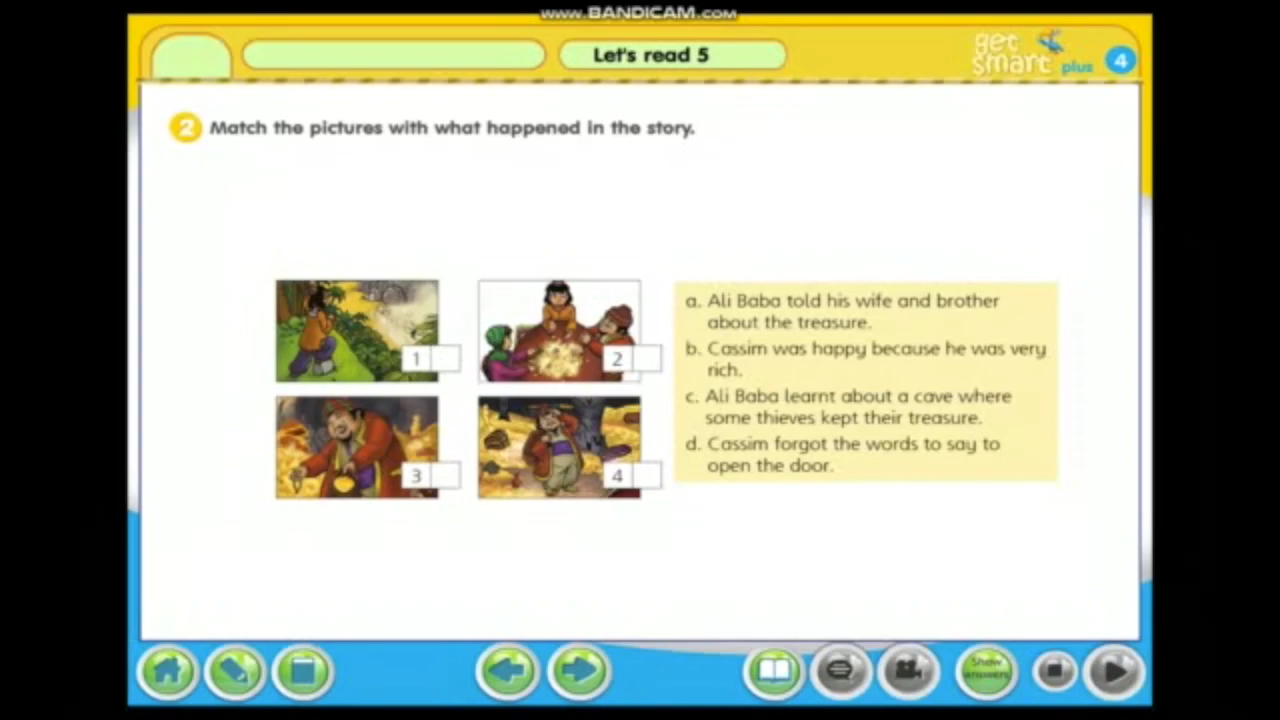 www.BANDICAM.com
Let's read 5
get
smart
plus
4
2 Match the pictures with what happened in the story.
1
2
3
4
a. Ali Baba told his wife and brother
about the treasure.
b. Cassim was happy because he was very
rich.
c. Ali Baba learnt about a cave where
some thieves kept their treasure.
d. Cassim forgot the words to say to
open the door.
Show
answers